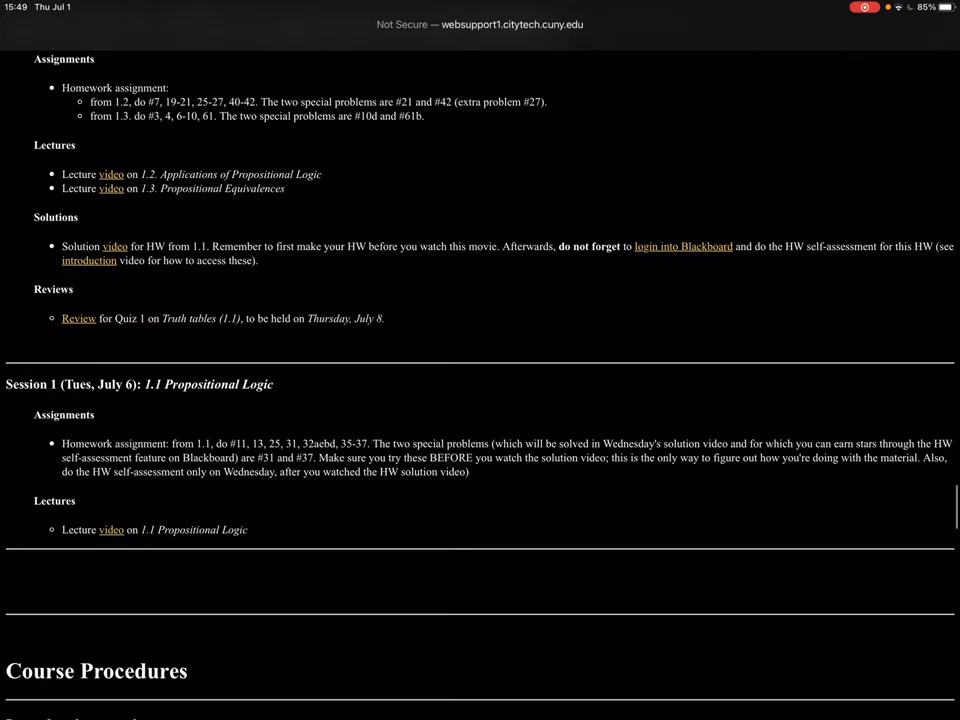 15:49 Thu Jul 1
85%
Not Secure — websupport1.citytech.cuny.edu
Assignments
• Homework assignment:
○ from 1.2, do #7, 19-21, 25-27, 40-42. The two special problems are #21 and #42 (extra problem #27).
○ from 1.3. do #3, 4, 6-10, 61. The two special problems are #10d and #61b.
Lectures
• Lecture video on 1.2. Applications of Propositional Logic
• Lecture video on 1.3. Propositional Equivalences
Solutions
• Solution video for HW from 1.1. Remember to first make your HW before you watch this movie. Afterwards, do not forget to login into Blackboard and do the HW self-assessment for this HW (see
introduction video for how to access these).
Reviews
○ Review for Quiz 1 on Truth tables (1.1), to be held on Thursday, July 8.
Session 1 (Tues, July 6): 1.1 Propositional Logic
Assignments
• Homework assignment: from 1.1, do #11, 13, 25, 31, 32aebd, 35-37. The two special problems (which will be solved in Wednesday's solution video and for which you can earn stars through the HW
self-assessment feature on Blackboard) are #31 and #37. Make sure you try these BEFORE you watch the solution video; this is the only way to figure out how you're doing with the material. Also,
do the HW self-assessment only on Wednesday, after you watched the HW solution video)
Lectures
○ Lecture video on 1.1 Propositional Logic
Course Procedures